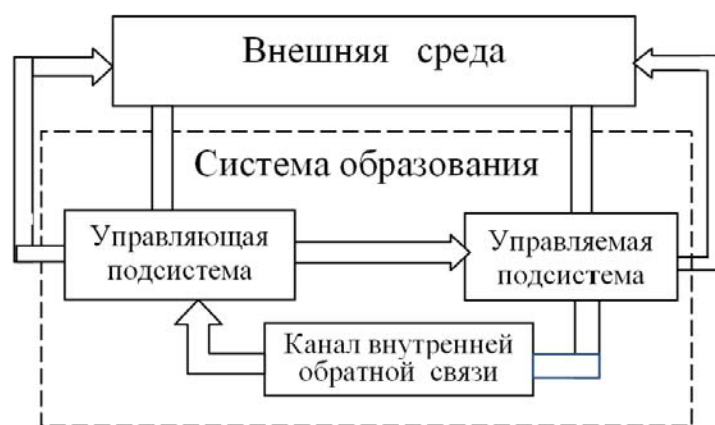 Внешняя среда
Система образования
Управляющая
подсистема
Управляемая
подсистема
Канал внутренней
обратной связи